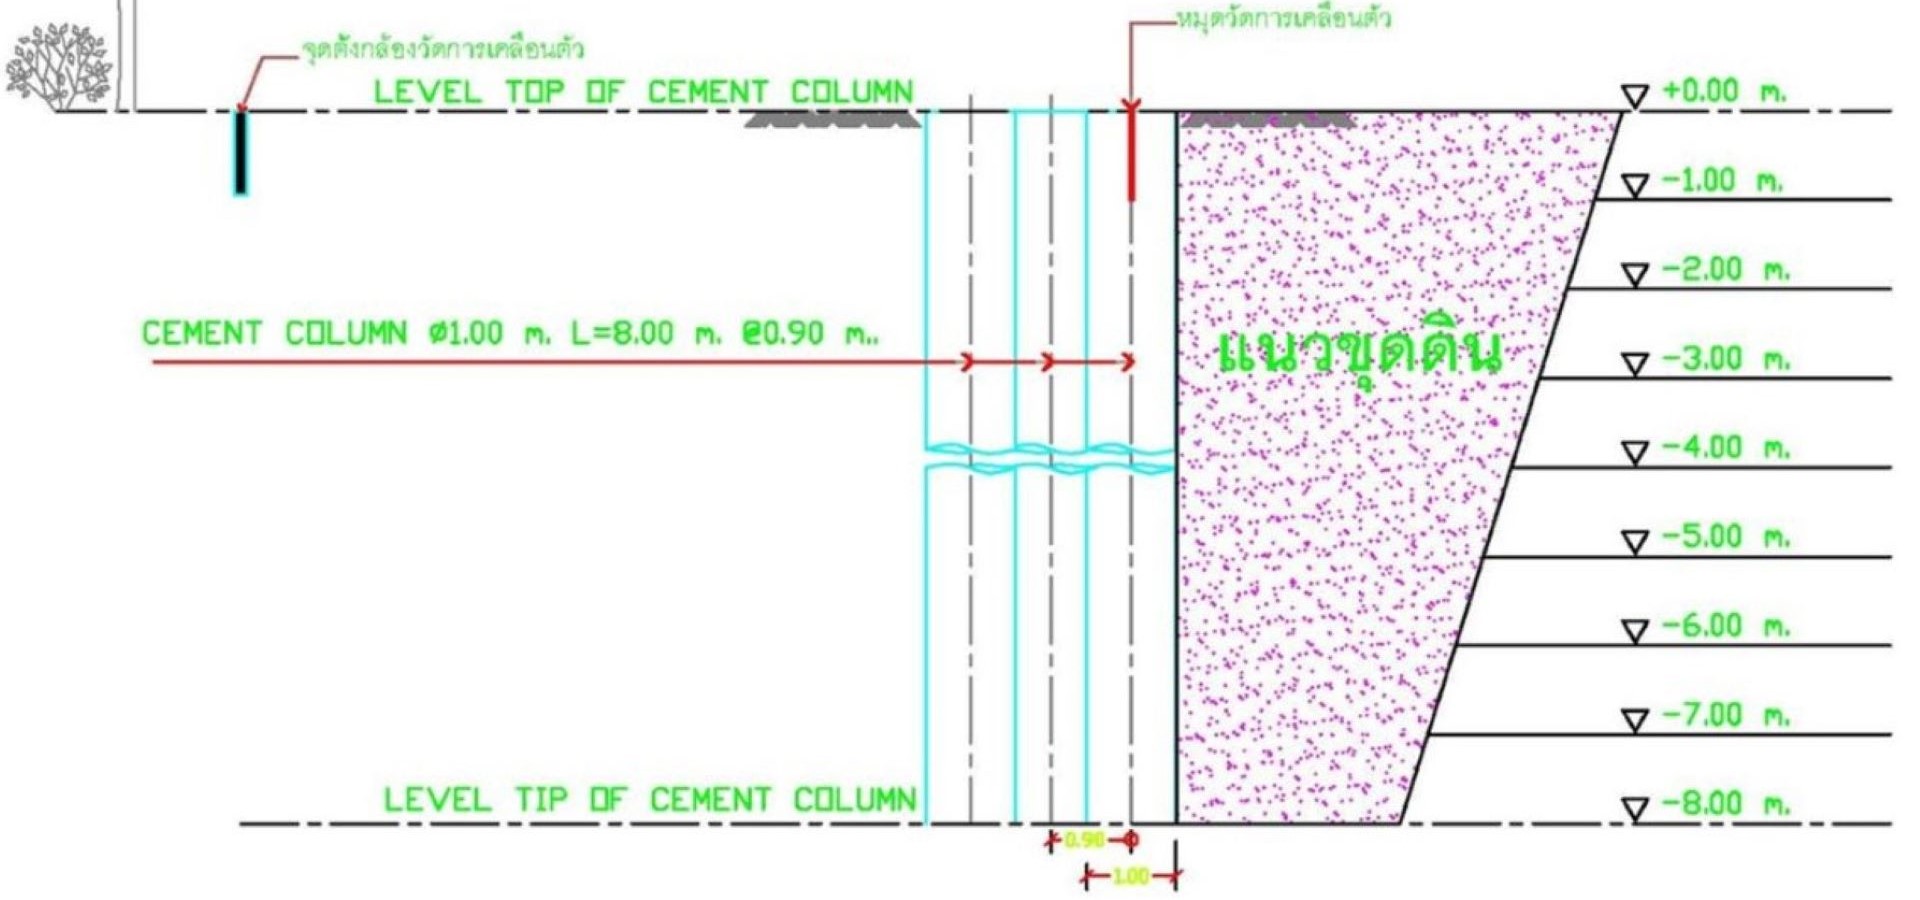 หมุดวัดการเคลื่อนตัว
จุดตั้งกล้องวัดการเคลื่อนตัว
LEVEL TOP OF CEMENT COLUMN
+0.00 m.
-1.00 m.
-2.00 m.
CEMENT COLUMN ø1.00 m. L=8.00 m. @0.90 m..
แนวขุดดิน
-3.00 m.
-4.00 m.
-5.00 m.
-6.00 m.
-7.00 m.
LEVEL TIP OF CEMENT COLUMN
-8.00 m.
0.90
1.00